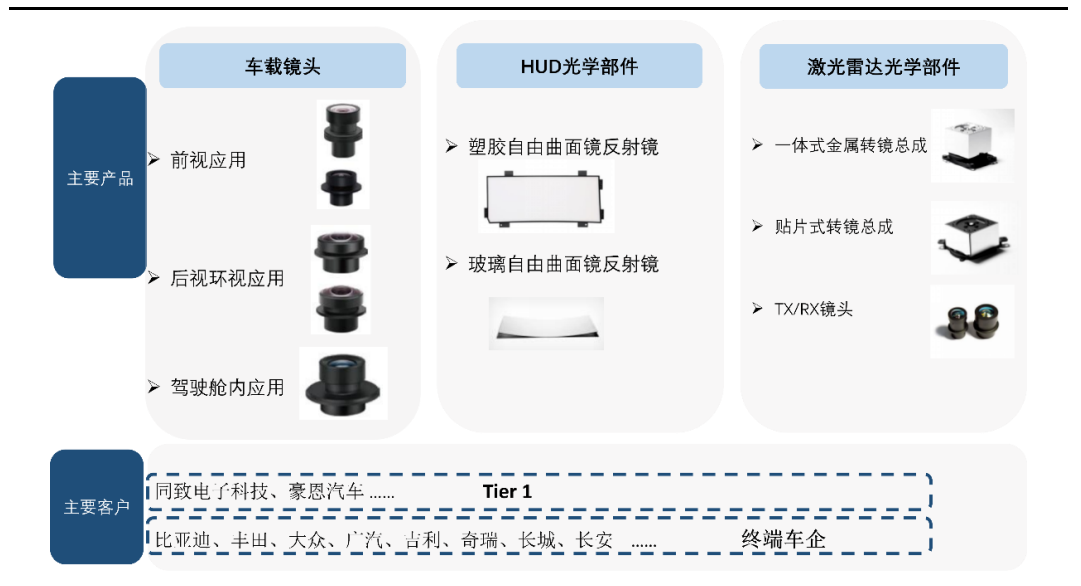 主要产品
车载镜头
前视应用
后视环视应用
驾驶舱内应用
HUD光学部件
塑胶自由曲面镜反射镜
玻璃自由曲面镜反射镜
激光雷达光学部件
一体式金属转镜总成
贴片式转镜总成
TX/RX镜头
主要客户
同致电子科技、豪恩汽车...... Tier 1
比亚迪、丰田、大众、广汽、吉利、奇瑞、长城、长安 ...... 终端车企